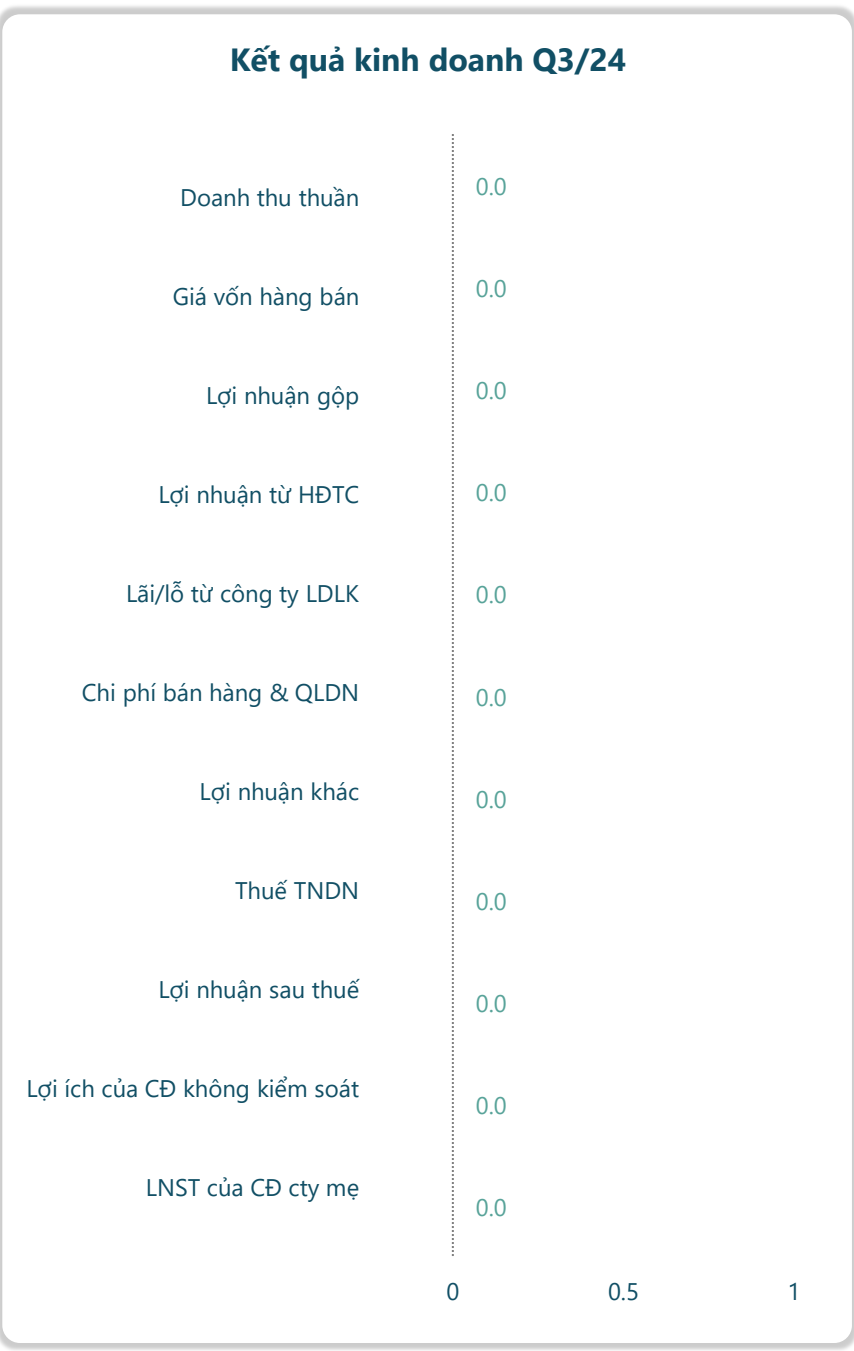 Kết quả kinh doanh Q3/24
Doanh thu thuần 0.0
Giá vốn hàng bán 0.0
Lợi nhuận gộp 0.0
Lợi nhuận từ HĐTC 0.0
Lãi/lỗ từ công ty LDLK 0.0
Chi phí bán hàng & QLDN 0.0
Lợi nhuận khác 0.0
Thuế TNDN 0.0
Lợi nhuận sau thuế 0.0
Lợi ích của CĐ không kiểm soát 0.0
LNST của CĐ cty mẹ 0.0
0 0.5 1